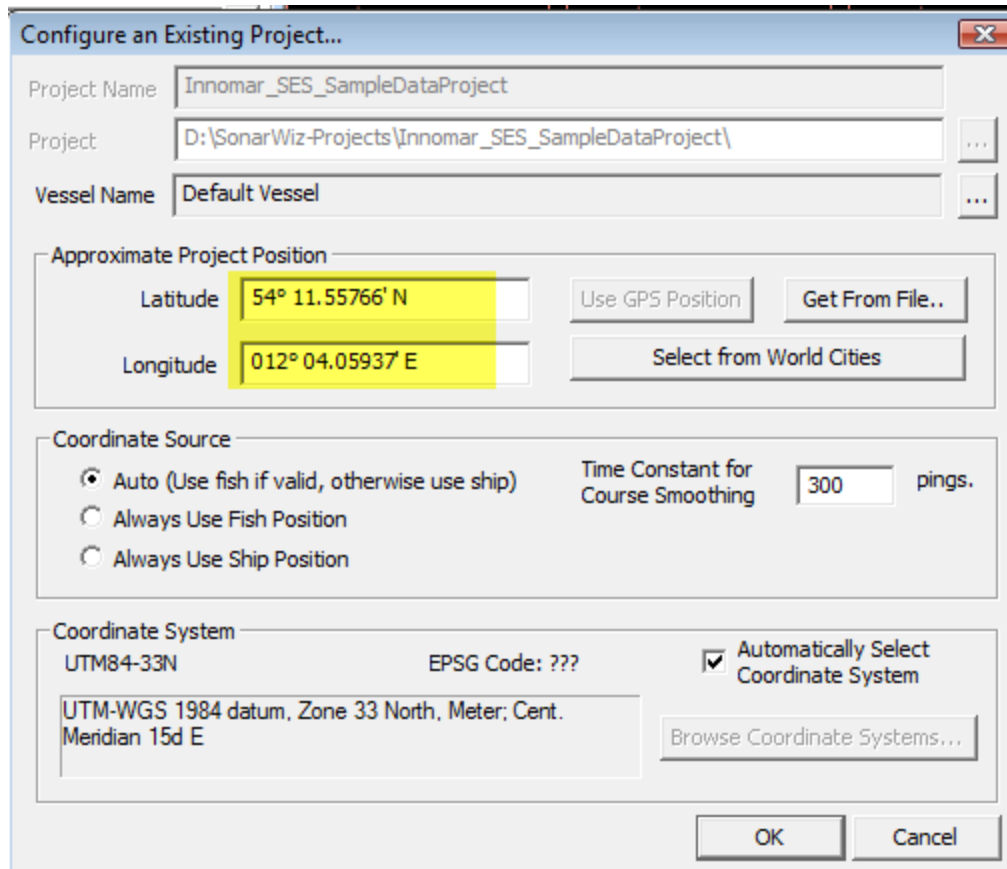 Configure an Existing Project...
Project Name
Innomar_SES_SampleDataProject
Project
D:\SonarWiz-Projects\Innomar_SES_SampleDataProject\
...
Vessel Name
Default Vessel
...
Approximate Project Position
Latitude
54° 11.55766' N
Use GPS Position
Get From File..
Longitude
012° 04.05937' E
Select from World Cities
Coordinate Source
Auto (Use fish if valid, otherwise use ship)
Always Use Fish Position
Always Use Ship Position
Time Constant for
Course Smoothing
300
pings.
Coordinate System
UTM84-33N
EPSG Code: ???
Automatically Select
Coordinate System
UTM-WGS 1984 datum, Zone 33 North, Meter; Cent.
Meridian 15d E
Browse Coordinate Systems...
OK
Cancel